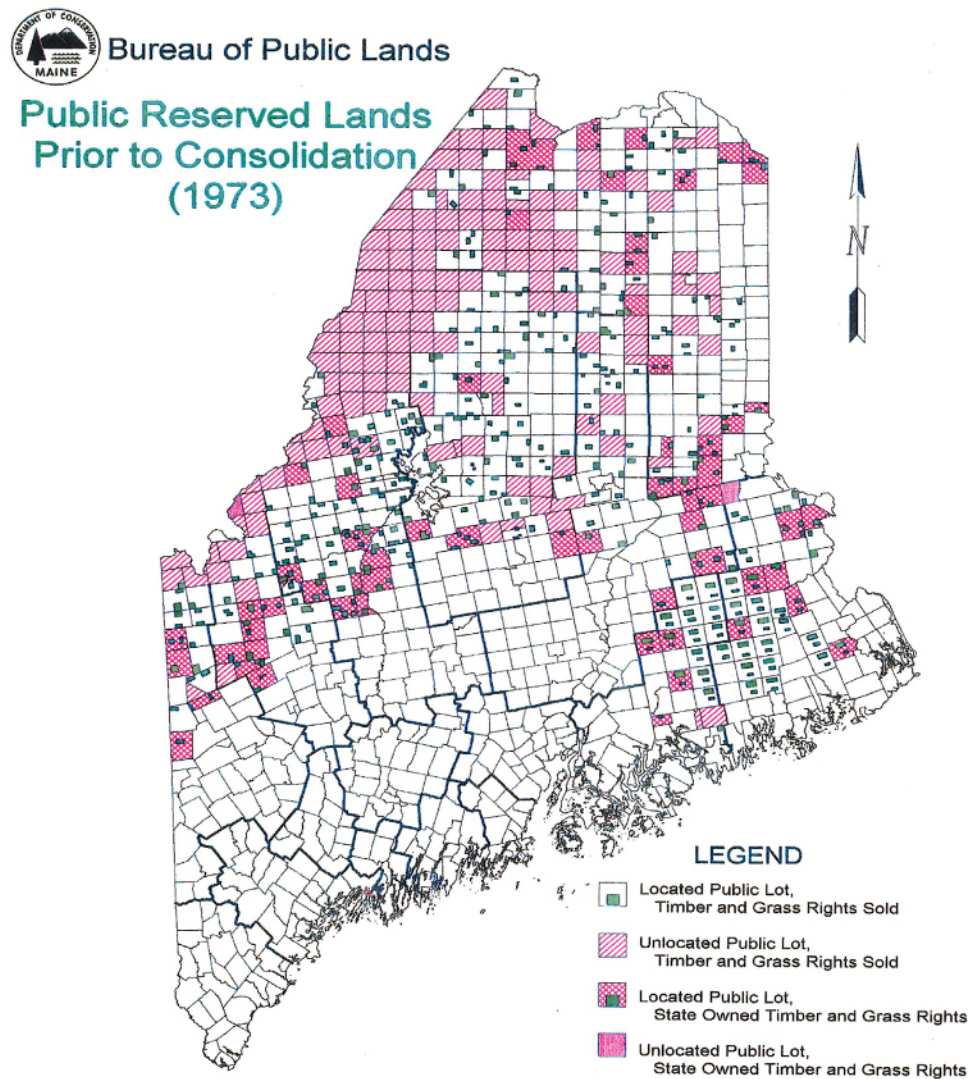 DEPARTMENT OF CONSERVATION
MAINE
Bureau of Public Lands
Public Reserved Lands
Prior to Consolidation
(1973)
N
LEGEND
Located Public Lot,
Timber and Grass Rights Sold
Unlocated Public Lot,
Timber and Grass Rights Sold
Located Public Lot,
State Owned Timber and Grass Rights
Unlocated Public Lot,
State Owned Timber and Grass Rights